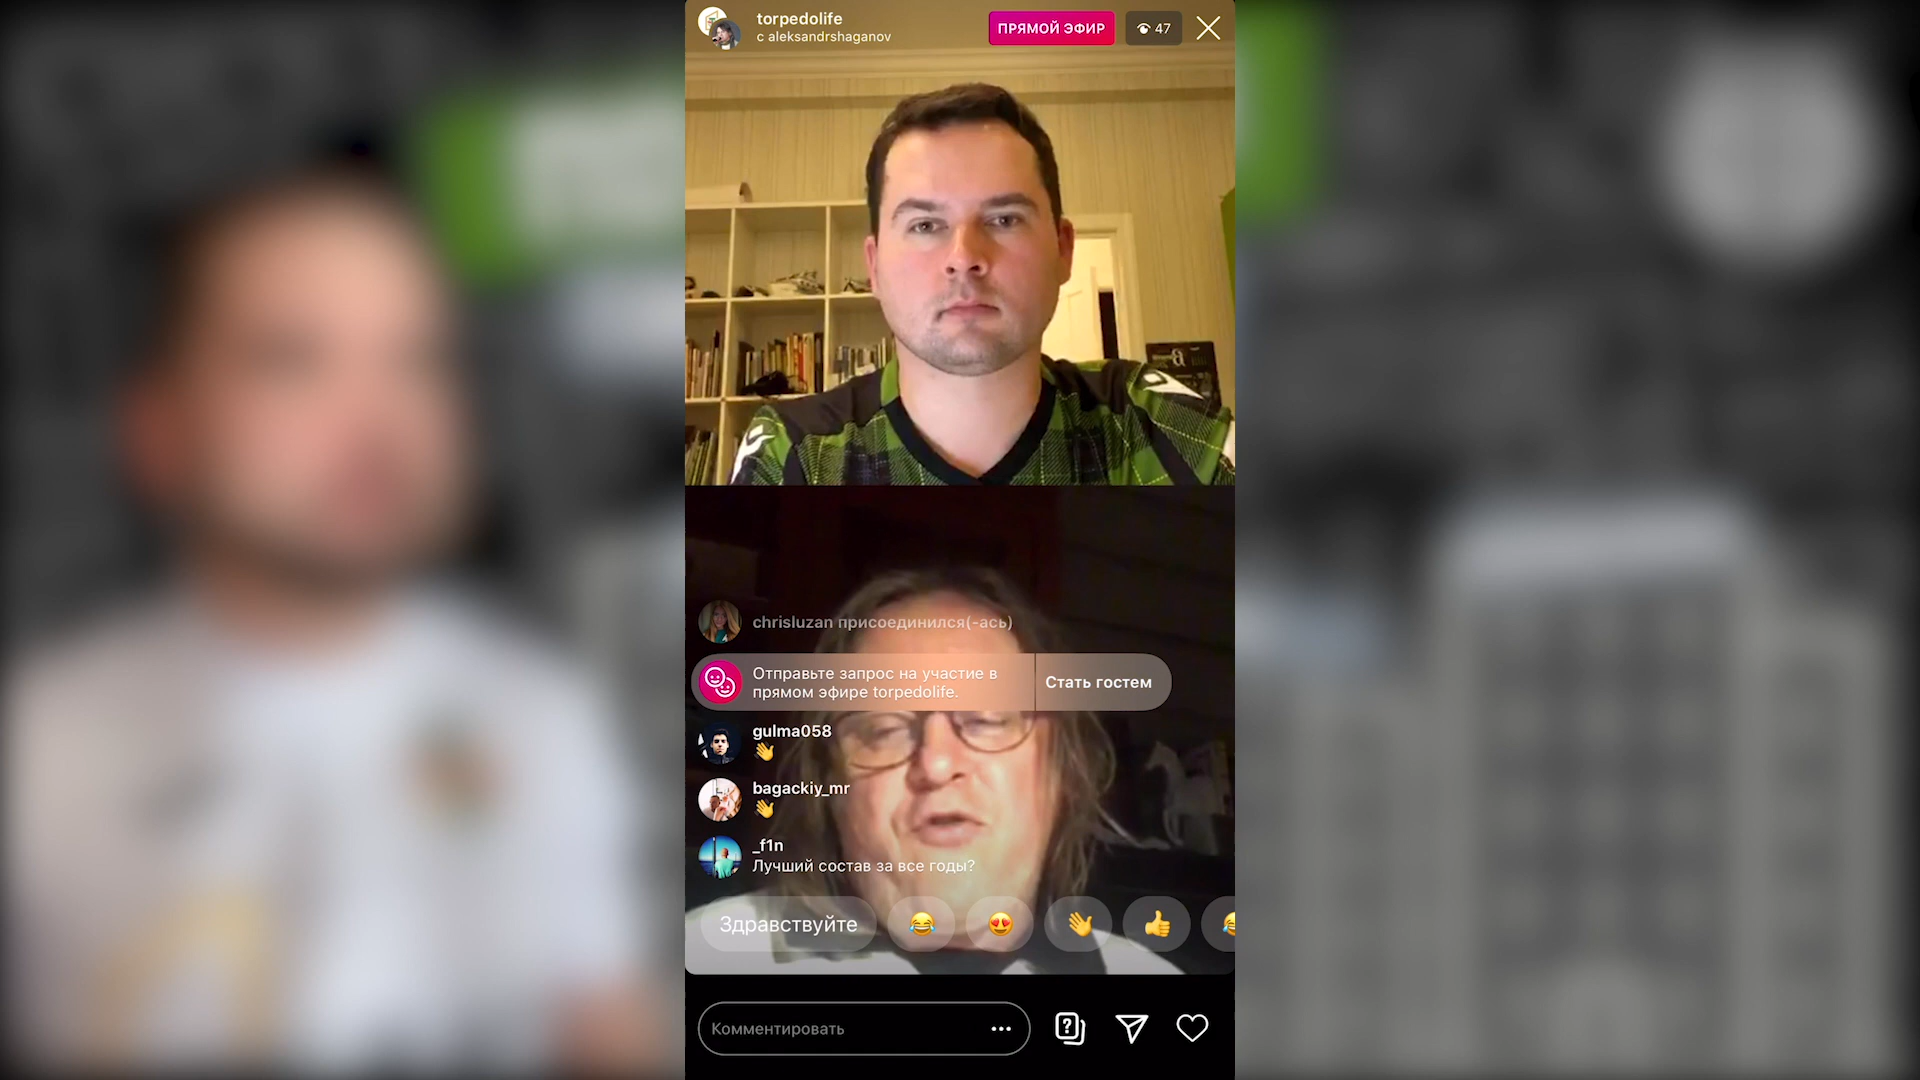 torpedolife
с aleksandrshaganov
ПРЯМОЙ ЭФИР
47
chrisluzan присоединился(-ась)
Отправьте запрос на участие в
прямом эфире torpedolife.
Стать гостем
gulma058
👋
bagackiy_mr
👋
_f1n
Лучший состав за все годы?
Здравствуйте 😂 😍 👋 👍 😂
Комментировать